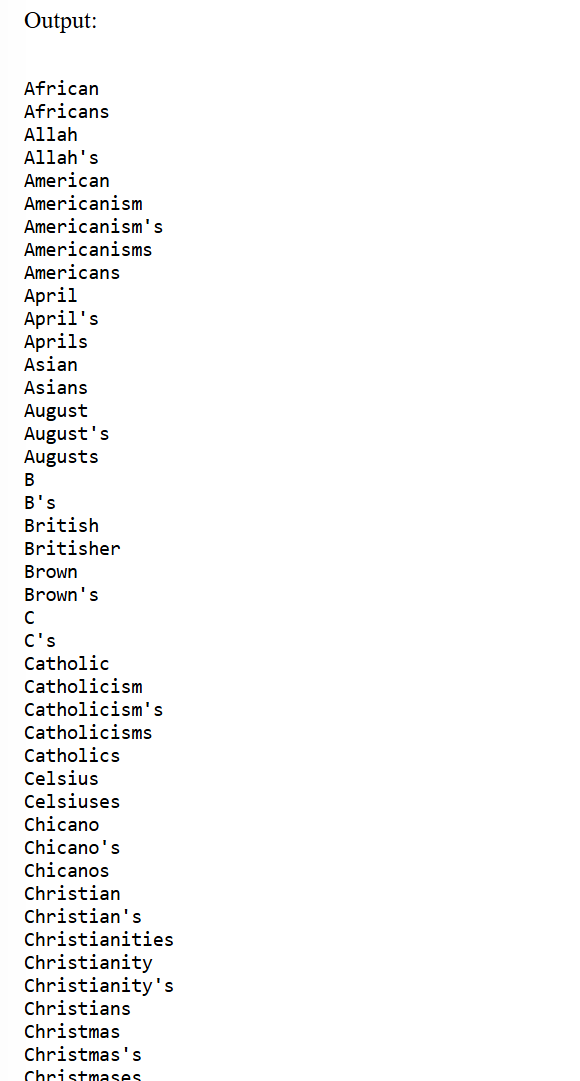 Output:
African
Africans
Allah
Allah's
American
Americanism
Americanism's
Americanisms
Americans
April
April's
Aprils
Asian
Asians
August
August's
Augusts
B
B's
British
Britisher
Brown
Brown's
C
C's
Catholic
Catholicism
Catholicism's
Catholicisms
Catholics
Celsius
Celsiuses
Chicano
Chicano's
Chicanos
Christian
Christian's
Christianities
Christianity
Christianity's
Christians
Christmas
Christmas's
Christmases